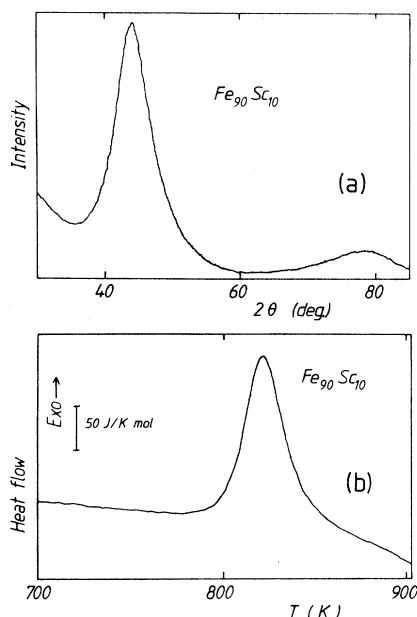 Intensity
Fe90 Sc10
(a)
40
60
80
2θ (deg.)
Exo→
50 J/K mol
Fe90 Sc10
(b)
Heat flow
700
800
900
T (K)